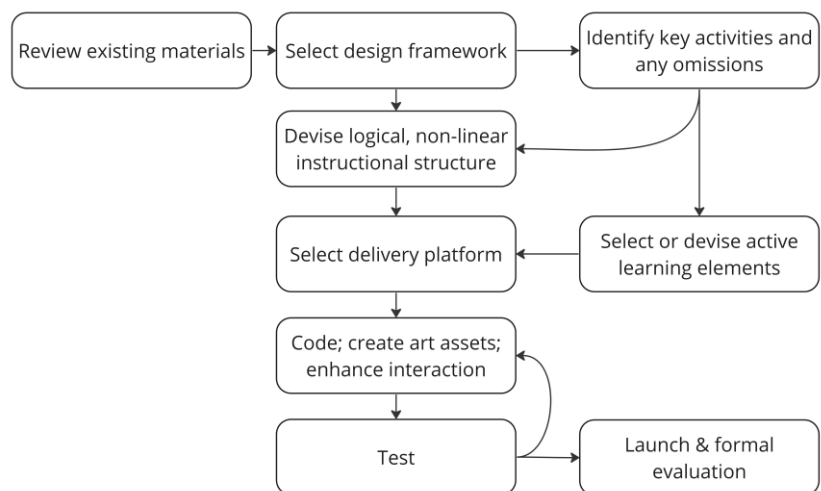 Review existing materials
Select design framework
Identify key activities and
any omissions
Devise logical, non-linear
instructional structure
Select delivery platform
Select or devise active
learning elements
Code; create art assets;
enhance interaction
Test
Launch & formal
evaluation